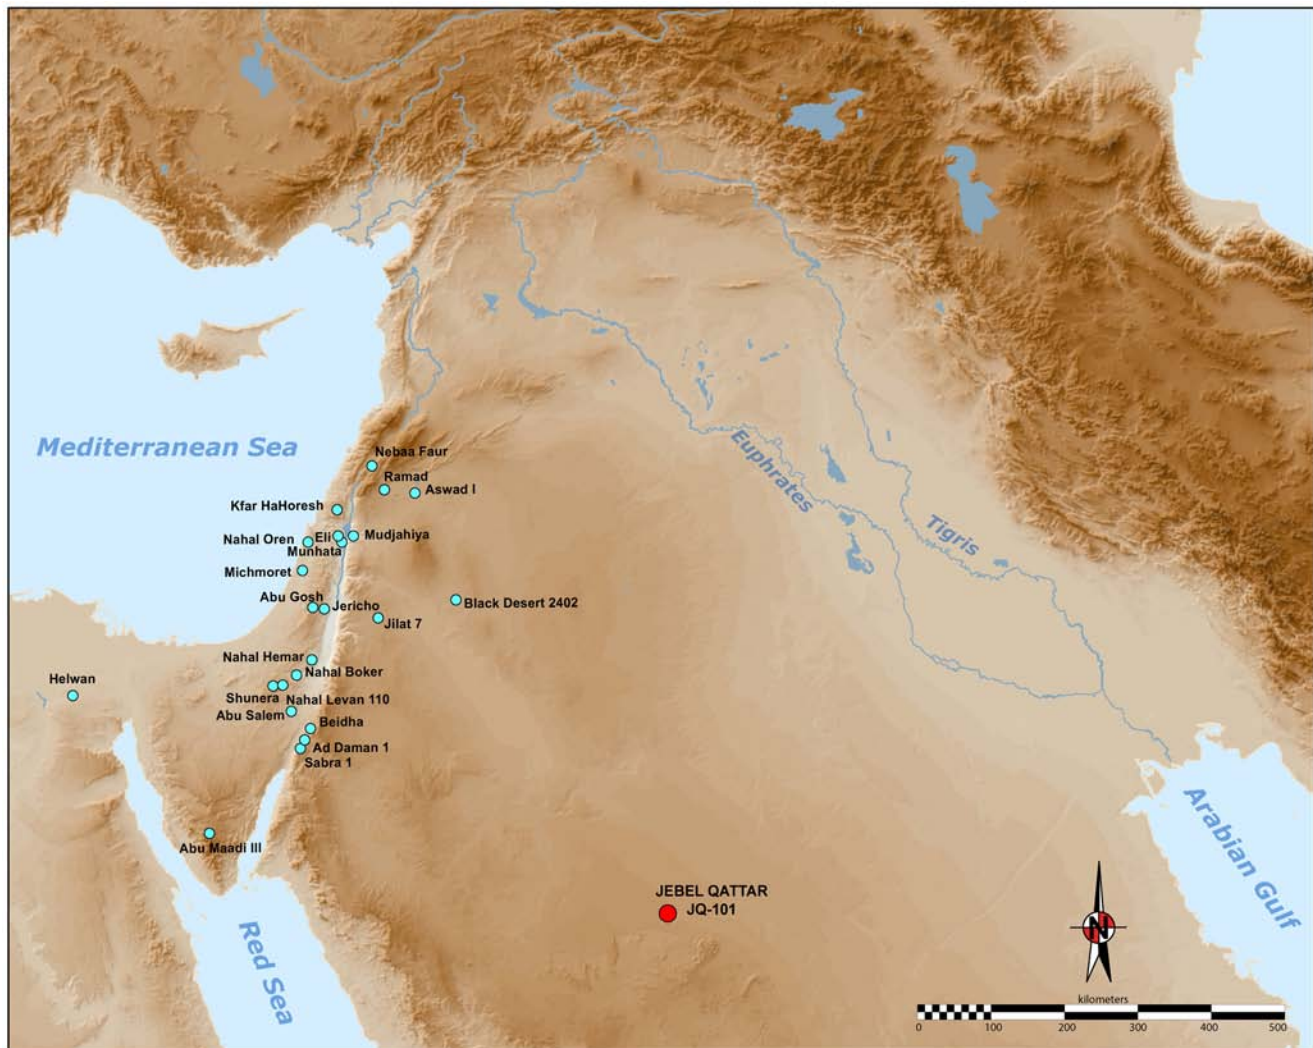 Mediterranean Sea
Nebaa Faur
Ramad
Aswad I
Kfar HaHoresh
Nahal Oren
Eli
Mudjahiya
Munhata
Michmoret
Abu Gosh
Jericho
Jilat 7
Black Desert 2402
Nahal Hemar
Nahal Boker
Helwan
Shunera
Nahal Levan 110
Abu Salem
Beidha
Ad Daman 1
Sabra 1
Abu Maadi III
Euphrates
Tigris
Arabian Gulf
Red Sea
JEBEL QATTAR
JQ-101
N
kilometers
0 100 200 300 400 500